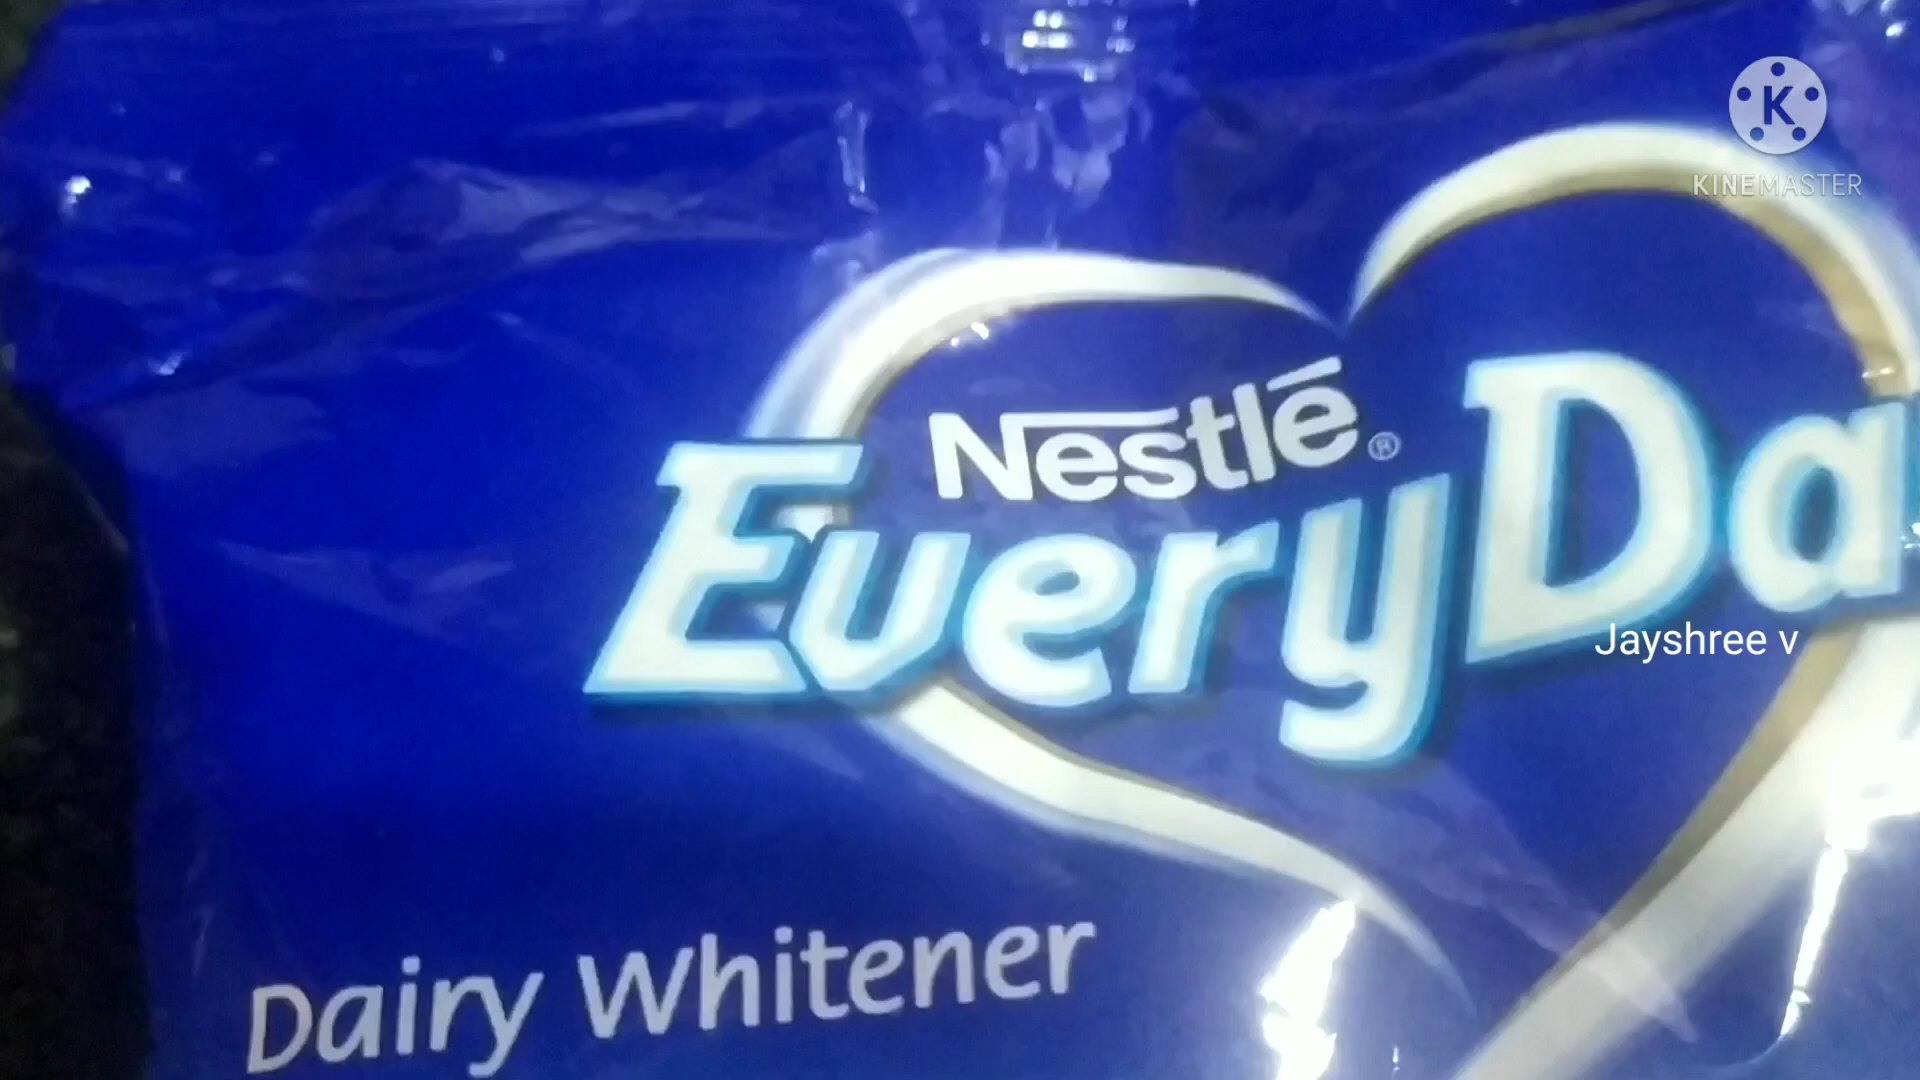 K
KINEMASTER
Nestlé®
EveryDa
Jayshree v
Dairy Whitener